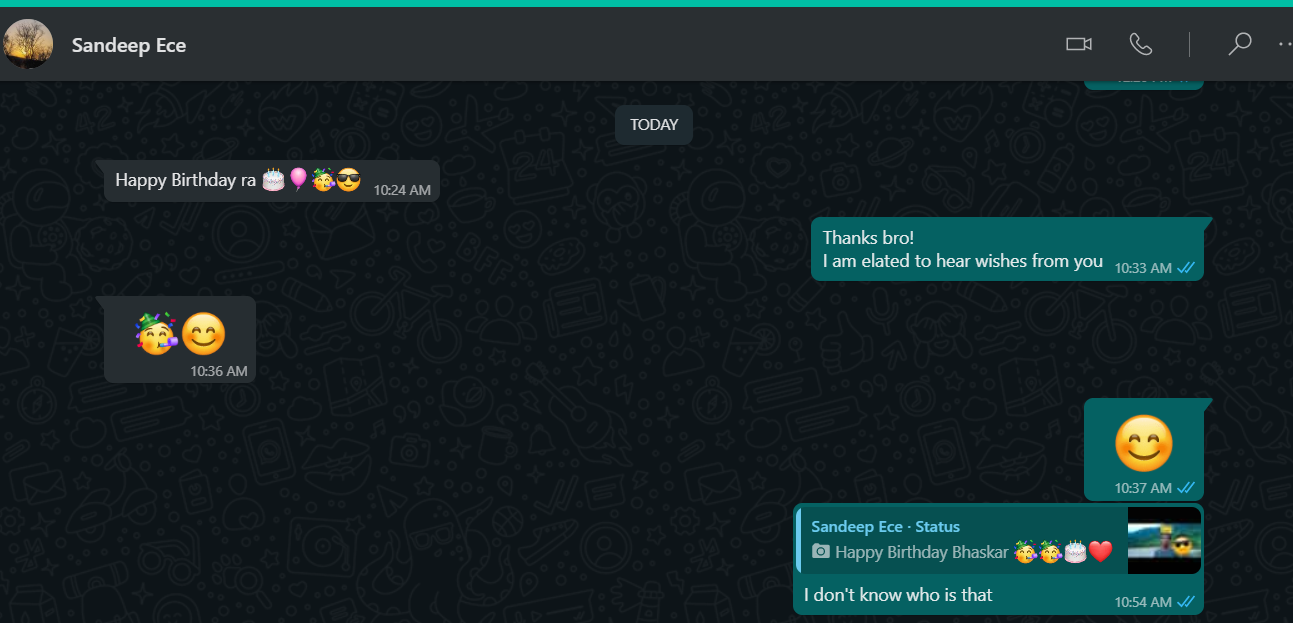 Sandeep Ece
TODAY
Happy Birthday ra 🎂🎈🥳😎 10:24 AM
Thanks bro!
I am elated to hear wishes from you 10:33 AM
🥳😊
10:36 AM
😊
10:37 AM
Sandeep Ece · Status
Happy Birthday Bhaskar 🥳🥳🎂❤️
I don't know who is that 10:54 AM